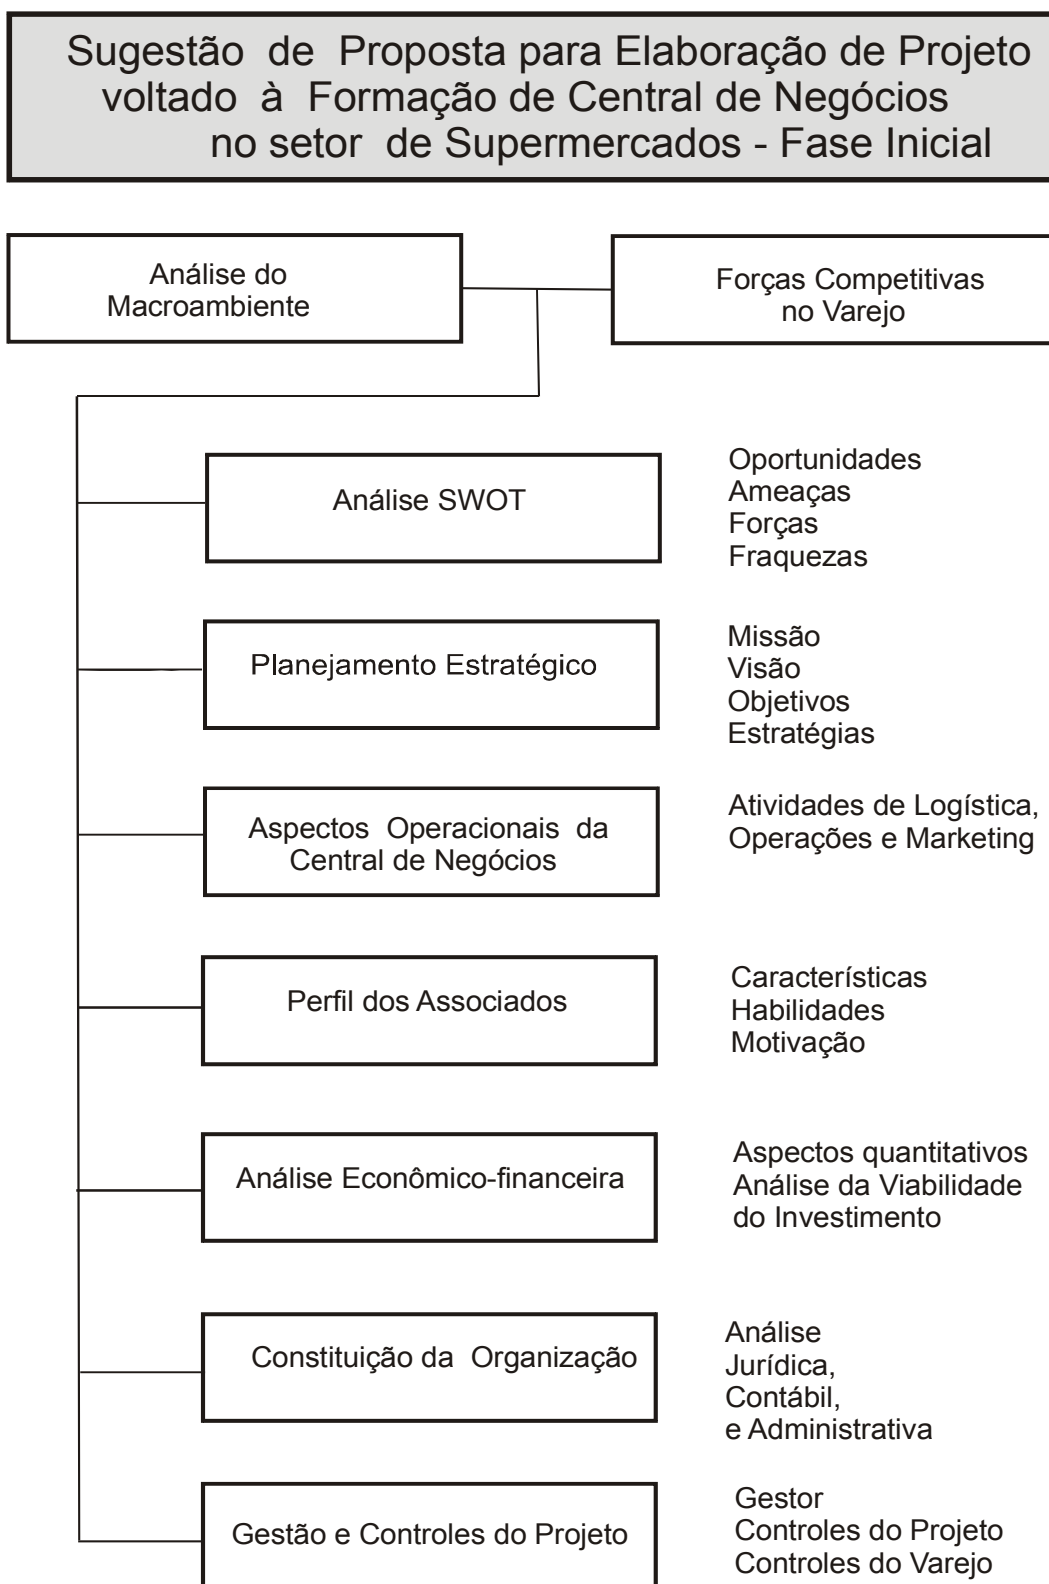 Sugestão de Proposta para Elaboração de Projeto
voltado à Formação de Central de Negócios
no setor de Supermercados - Fase Inicial
Análise do
Macroambiente
Forças Competitivas
no Varejo
Análise SWOT
Oportunidades
Ameaças
Forças
Fraquezas
Planejamento Estratégico
Missão
Visão
Objetivos
Estratégias
Aspectos Operacionais da
Central de Negócios
Atividades de Logística,
Operações e Marketing
Perfil dos Associados
Características
Habilidades
Motivação
Análise Econômico-financeira
Aspectos quantitativos
Análise da Viabilidade
do Investimento
Constituição da Organização
Análise
Jurídica,
Contábil,
e Administrativa
Gestão e Controles do Projeto
Gestor
Controles do Projeto
Controles do Varejo